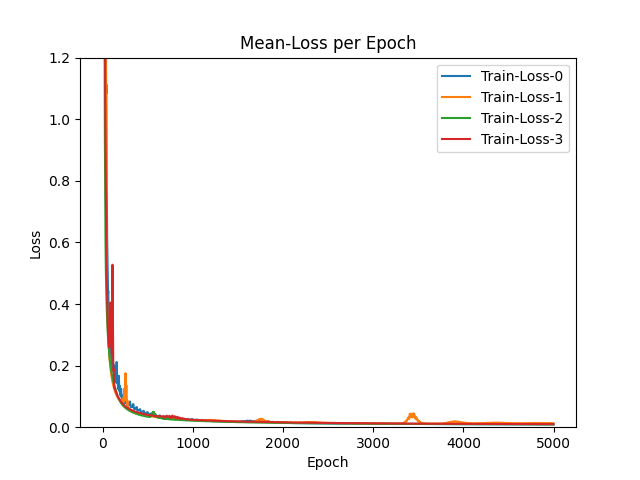 Mean-Loss per Epoch
Train-Loss-0
Train-Loss-1
Train-Loss-2
Train-Loss-3
Loss
1.2
1.0
0.8
0.6
0.4
0.2
0.0
0 1000 2000 3000 4000 5000
Epoch